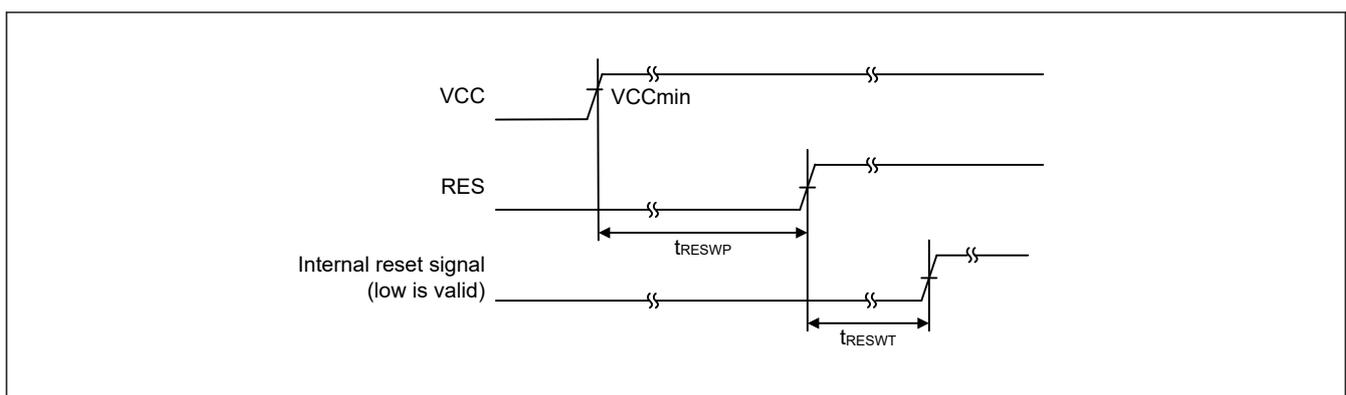 VCC
VCCmin
RES
tRESWP
Internal reset signal
(low is valid)
tRESWT